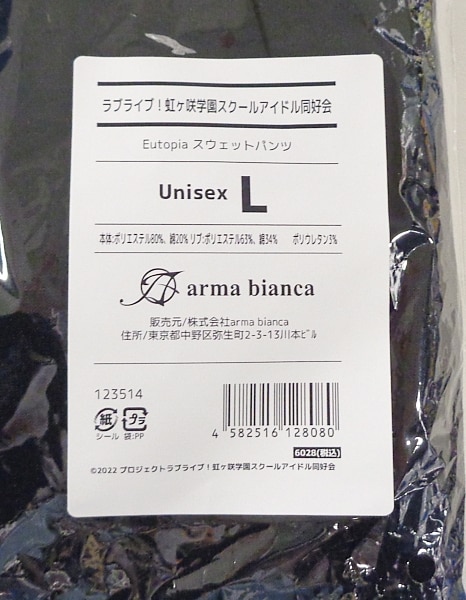 ラブライブ！虹ヶ咲学園スクールアイドル同好会
Eutopia スウェットパンツ
Unisex L
本体:ポリエステル80%、綿20% リブ:ポリエステル63%、綿34% ポリウレタン3%
arma bianca
販売元/株式会社arma bianca
住所/東京都中野区弥生町2-3-13川本ﾋﾞﾙ
123514
紙 プラ
シール 袋:PP
4 582516 128080
6028(税込)
©2022 プロジェクトラブライブ！虹ヶ咲学園スクールアイドル同好会